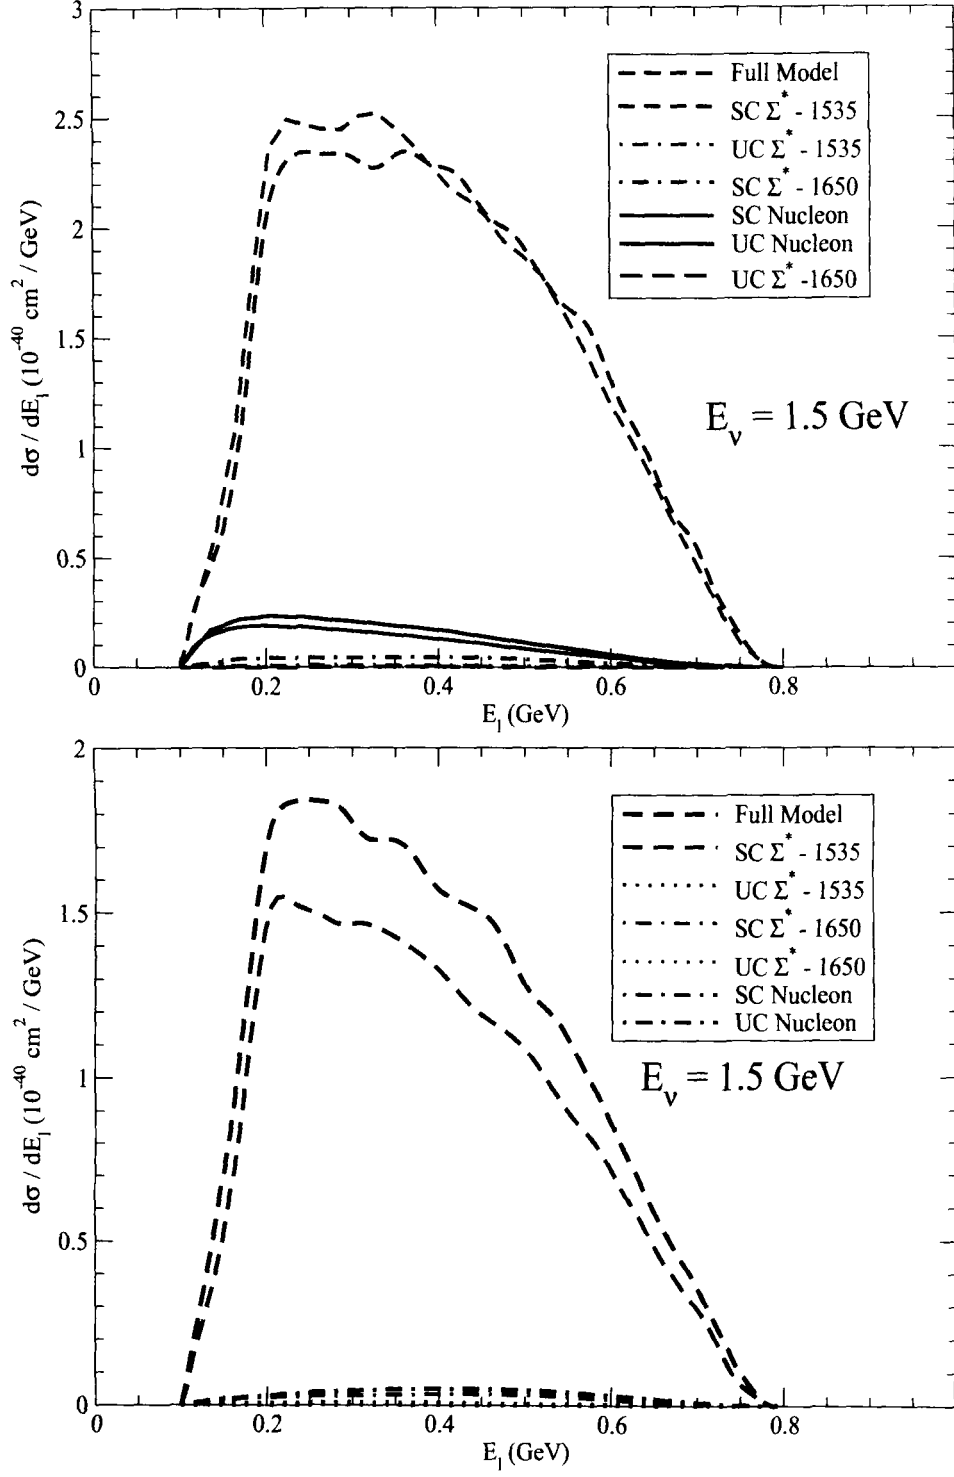 3
2.5
2
1.5
1
0.5
0
dσ / dE_l (10^-40 cm^2 / GeV)
Full Model
SC Σ* - 1535
UC Σ* - 1535
SC Σ* - 1650
SC Nucleon
UC Nucleon
UC Σ* -1650
E_ν = 1.5 GeV
0 0.2 0.4 0.6 0.8
E_l (GeV)
2
1.5
1
0.5
0
dσ / dE_l (10^-40 cm^2 / GeV)
Full Model
SC Σ* - 1535
UC Σ* - 1535
SC Σ* - 1650
UC Σ* - 1650
SC Nucleon
UC Nucleon
E_ν = 1.5 GeV
0 0.2 0.4 0.6 0.8
E_l (GeV)